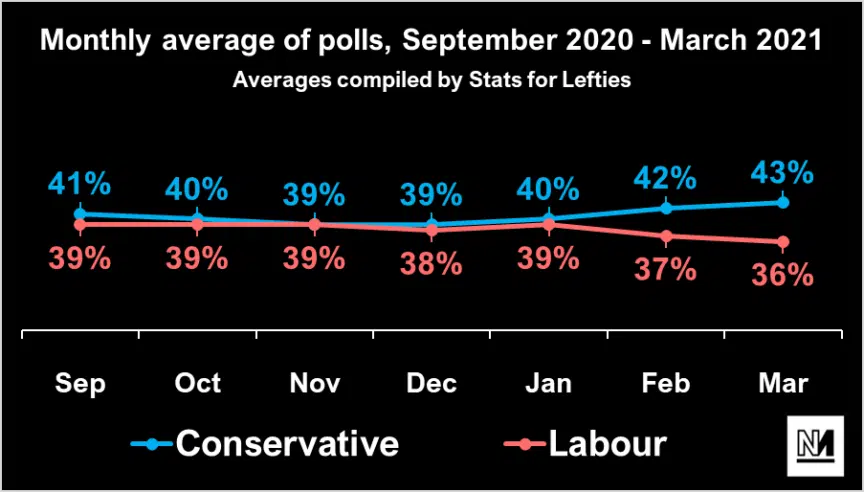 Monthly average of polls, September 2020 - March 2021
Averages compiled by Stats for Lefties
41% 40% 39% 39% 40% 42% 43%
39% 39% 39% 38% 39% 37% 36%
Sep Oct Nov Dec Jan Feb Mar
Conservative Labour
NM